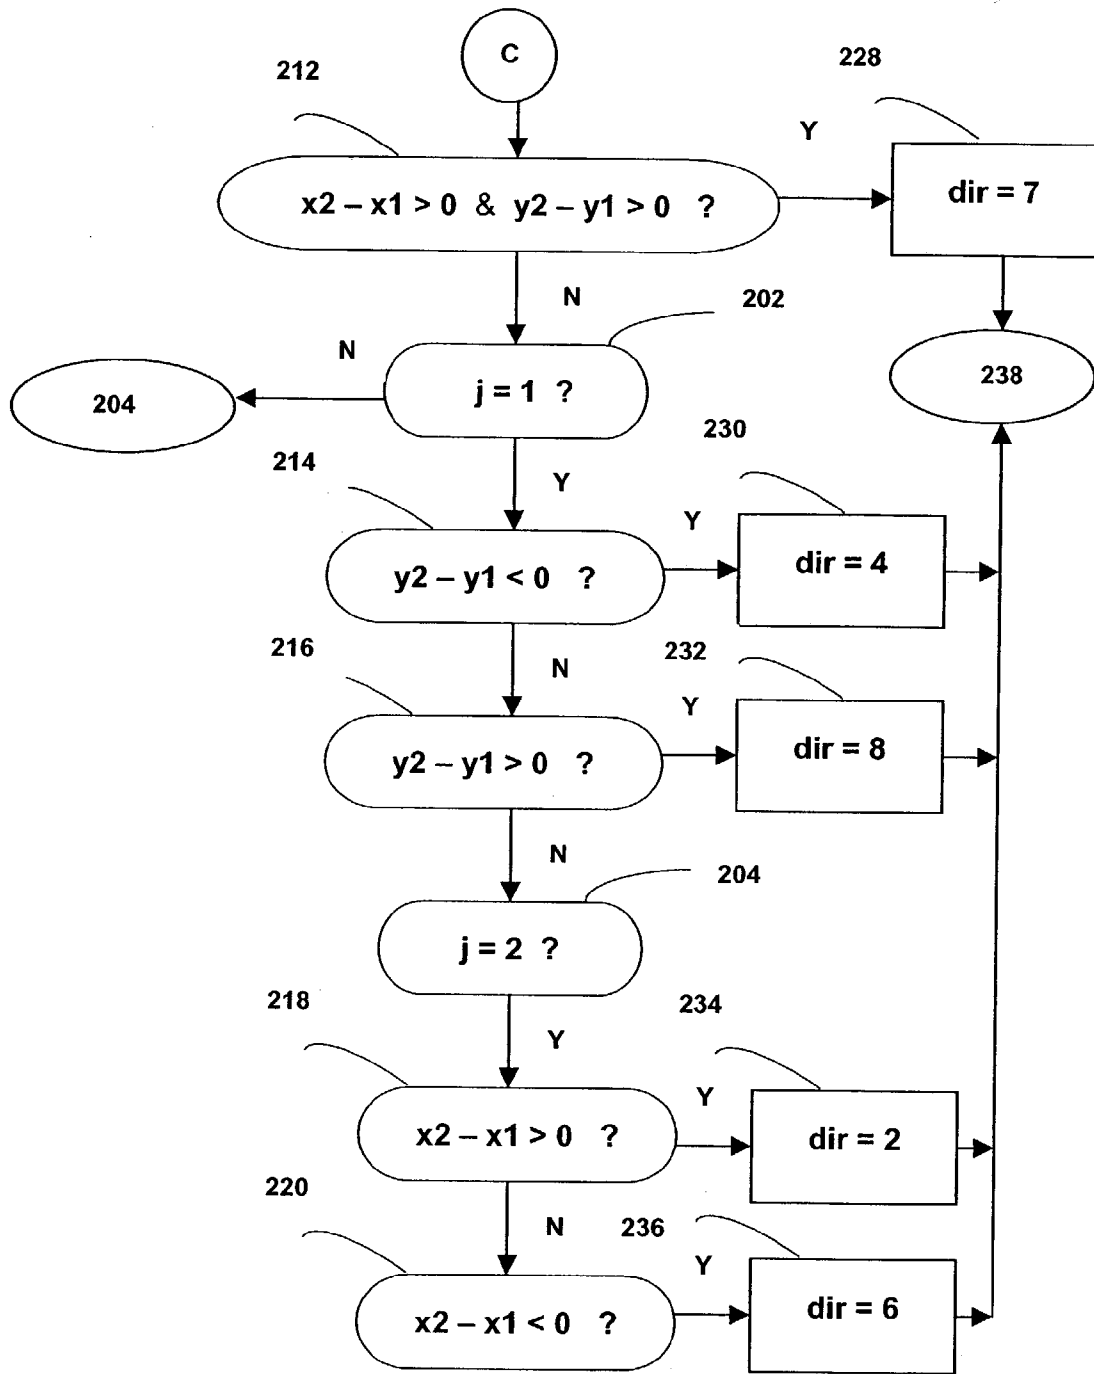 C
212
228
Y
x2 – x1 > 0 & y2 – y1 > 0 ?
dir = 7
N
202
N
j = 1 ?
238
204
214
230
Y
Y
y2 – y1 < 0 ?
dir = 4
216
232
N
Y
y2 – y1 > 0 ?
dir = 8
N
204
j = 2 ?
218
234
Y
Y
x2 – x1 > 0 ?
dir = 2
220
236
N
Y
x2 – x1 < 0 ?
dir = 6